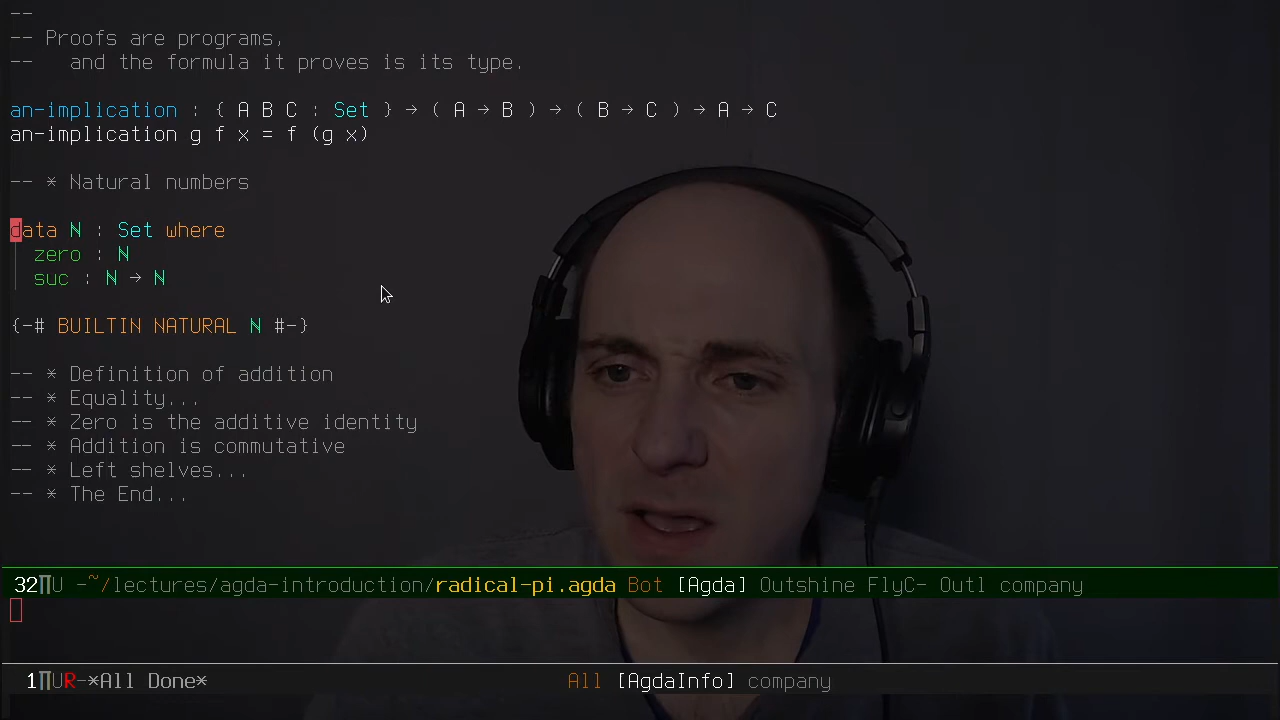 --
-- Proofs are programs,
--   and the formula it proves is its type.
an-implication : { A B C : Set } → ( A → B ) → ( B → C ) → A → C
an-implication g f x = f (g x)
-- * Natural numbers
data N : Set where
zero : N
suc : N → N
{-# BUILTIN NATURAL N #-}
-- * Definition of addition
-- * Equality...
-- * Zero is the additive identity
-- * Addition is commutative
-- * Left shelves...
-- * The End...
32∏U -~/lectures/agda-introduction/radical-pi.agda Bot [Agda] Outshine FlyC- Outl company
1∏UR-*All Done* All [AgdaInfo] company